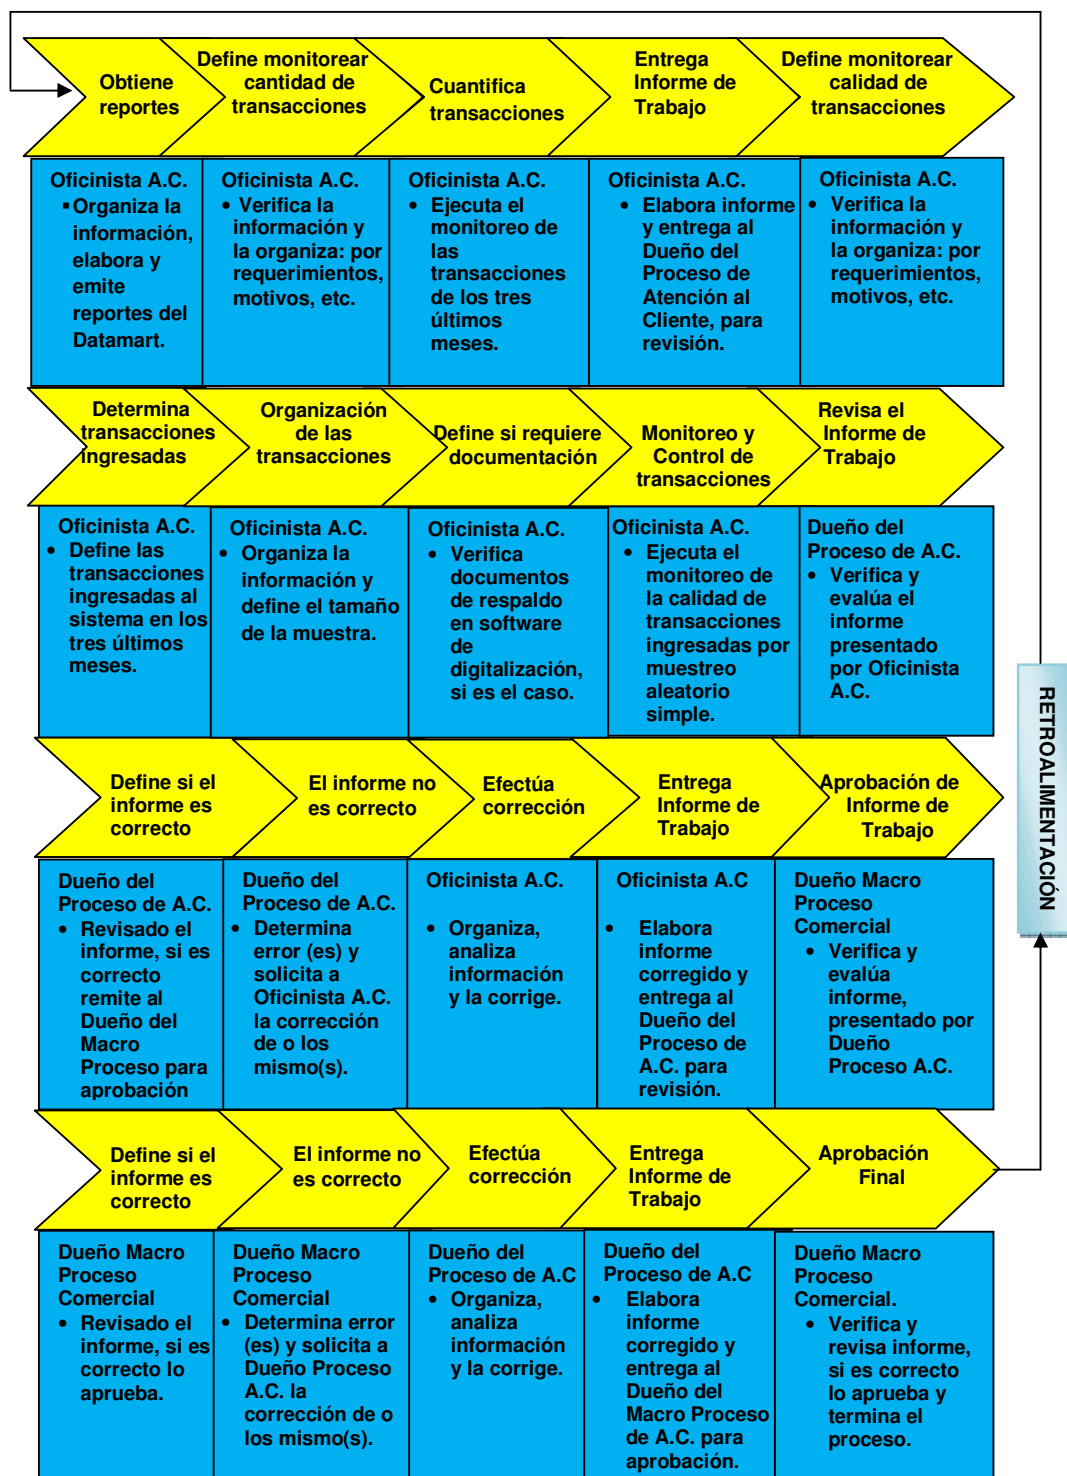 Obtiene
reportes
Define monitorear
cantidad de
transacciones
Cuantifica
transacciones
Entrega
Informe de
Trabajo
Define monitorear
calidad de
transacciones
Oficinista A.C.
▪ Organiza la
información,
elabora y
emite
reportes del
Datamart.
Oficinista A.C.
• Verifica la
información y
la organiza: por
requerimientos,
motivos, etc.
Oficinista A.C.
• Ejecuta el
monitoreo de
las
transacciones
de los tres
últimos
meses.
Oficinista A.C.
• Elabora informe
y entrega al
Dueño del
Proceso de
Atención al
Cliente, para
revisión.
Oficinista A.C.
• Verifica la
información y
la organiza: por
requerimientos,
motivos, etc.
Determina
transacciones
ingresadas
Organización
de las
transacciones
Define si requiere
documentación
Monitoreo y
Control de
transacciones
Revisa el
Informe de
Trabajo
Oficinista A.C.
• Define las
transacciones
ingresadas al
sistema en los
tres últimos
meses.
Oficinista A.C.
• Organiza la
información y
define el tamaño
de la muestra.
Oficinista A.C.
• Verifica
documentos
de respaldo
en software
de
digitalización,
si es el caso.
Oficinista A.C.
• Ejecuta el
monitoreo de
la calidad de
transacciones
ingresadas por
muestreo
aleatorio
simple.
Dueño del
Proceso de A.C.
• Verifica y
evalúa el
informe
presentado
por Oficinista
A.C.
RETROALIMENTACIÓN
Define si el
informe es
correcto
El informe no
es correcto
Efectúa
corrección
Entrega
Informe de
Trabajo
Aprobación de
Informe de
Trabajo
Dueño del
Proceso de A.C.
• Revisado el
informe, si es
correcto
remite al
Dueño del
Macro
Proceso para
aprobación
Dueño del
Proceso de A.C.
• Determina
error (es) y
solicita a
Oficinista A.C.
la corrección
de o los
mismo(s).
Oficinista A.C.
• Organiza,
analiza
información
y la corrige.
Oficinista A.C
• Elabora
informe
corregido y
entrega al
Dueño del
Proceso de
A.C. para
revisión.
Dueño Macro
Proceso
Comercial
• Verifica y
evalúa
informe,
presentado por
Dueño
Proceso A.C.
Define si el
informe es
correcto
El informe no
es correcto
Efectúa
corrección
Entrega
Informe de
Trabajo
Aprobación
Final
Dueño Macro
Proceso
Comercial
• Revisado el
informe, si es
correcto lo
aprueba.
Dueño Macro
Proceso
Comercial
• Determina error
(es) y solicita a
Dueño Proceso
A.C. la
corrección de o
los mismo(s).
Dueño del
Proceso de A.C
• Organiza,
analiza
información
y la corrige.
Dueño del
Proceso de A.C
• Elabora
informe
corregido y
entrega al
Dueño del
Macro Proceso
de A.C. para
aprobación.
Dueño Macro
Proceso
Comercial.
• Verifica y
revisa informe,
si es correcto
lo aprueba y
termina el
proceso.